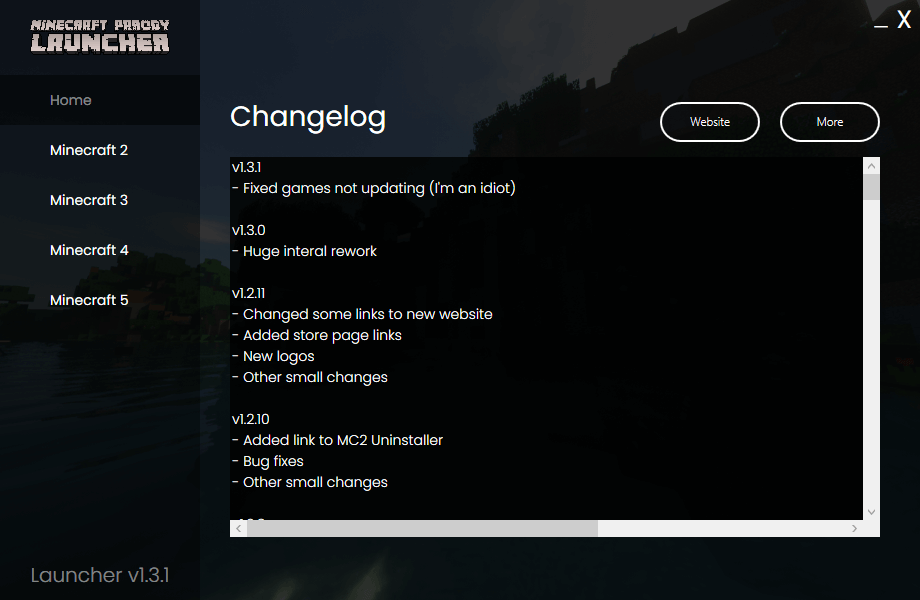 MINECRAFT PARODY
LAUNCHER
Home
Minecraft 2
Minecraft 3
Minecraft 4
Minecraft 5
Launcher v1.3.1
_ X
Changelog
Website
More
v1.3.1
- Fixed games not updating (I'm an idiot)
v1.3.0
- Huge interal rework
v1.2.11
- Changed some links to new website
- Added store page links
- New logos
- Other small changes
v1.2.10
- Added link to MC2 Uninstaller
- Bug fixes
- Other small changes